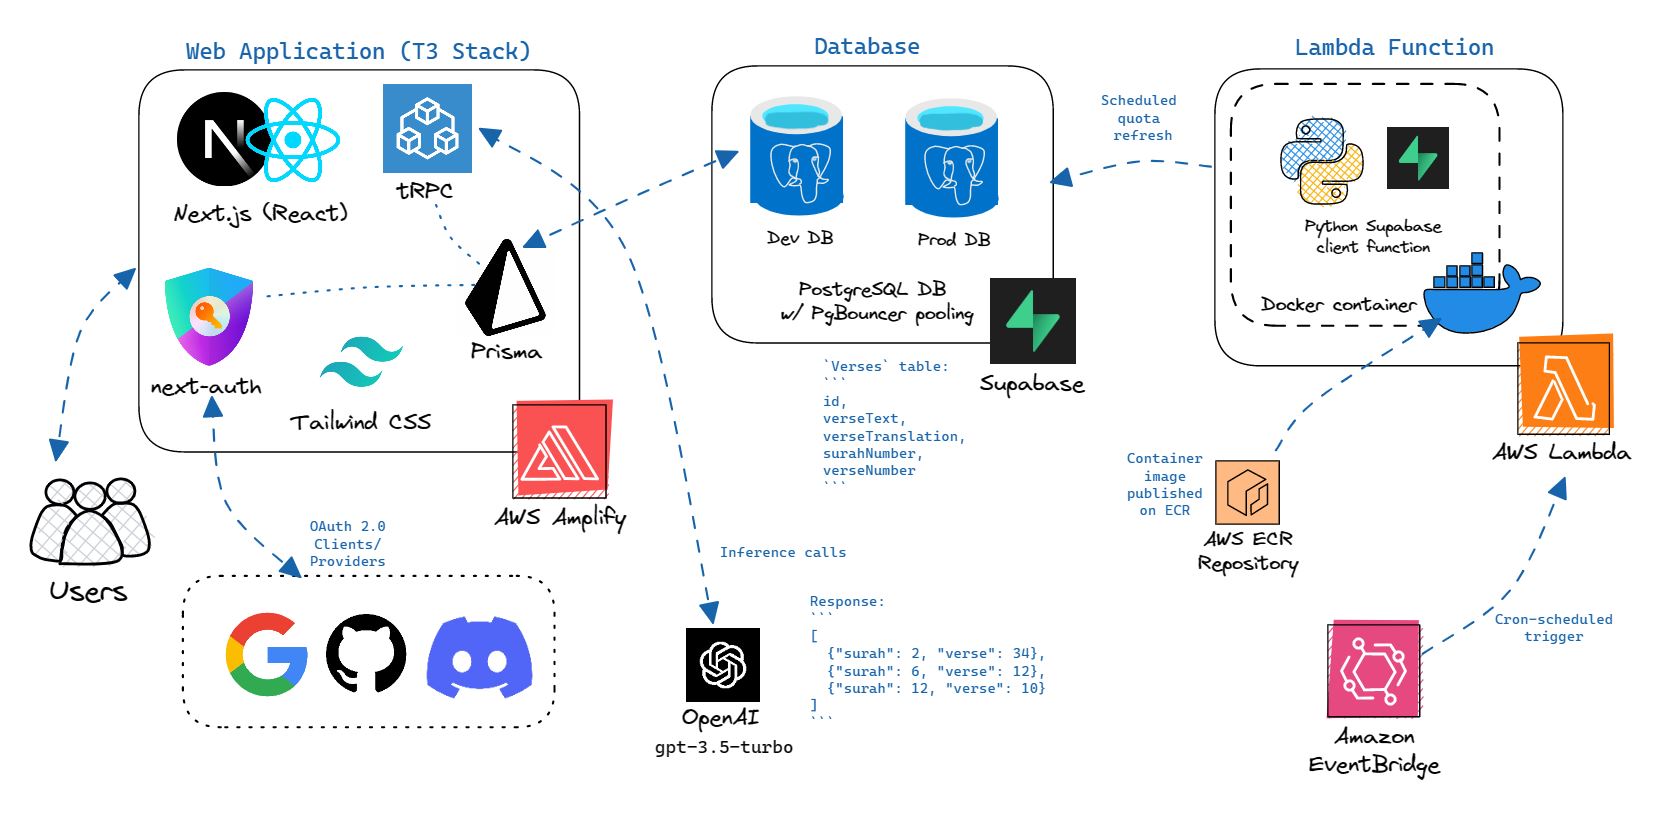 Web Application (T3 Stack)
Next.js (React)
tRPC
next-auth
Prisma
Tailwind CSS
AWS Amplify
Users
OAuth 2.0
Clients/
Providers
Database
Dev DB
Prod DB
PostgreSQL DB
w/ PgBouncer pooling
Supabase
`Verses` table:
```
id,
verseText,
verseTranslation,
surahNumber,
verseNumber
```
Inference calls
Response:
```
[
{"surah": 2, "verse": 34},
{"surah": 6, "verse": 12},
{"surah": 12, "verse": 10}
]
```
OpenAI
gpt-3.5-turbo
Scheduled
quota
refresh
Lambda Function
Python Supabase
client function
Docker container
AWS Lambda
Container
image
published
on ECR
AWS ECR
Repository
Cron-scheduled
trigger
Amazon
EventBridge